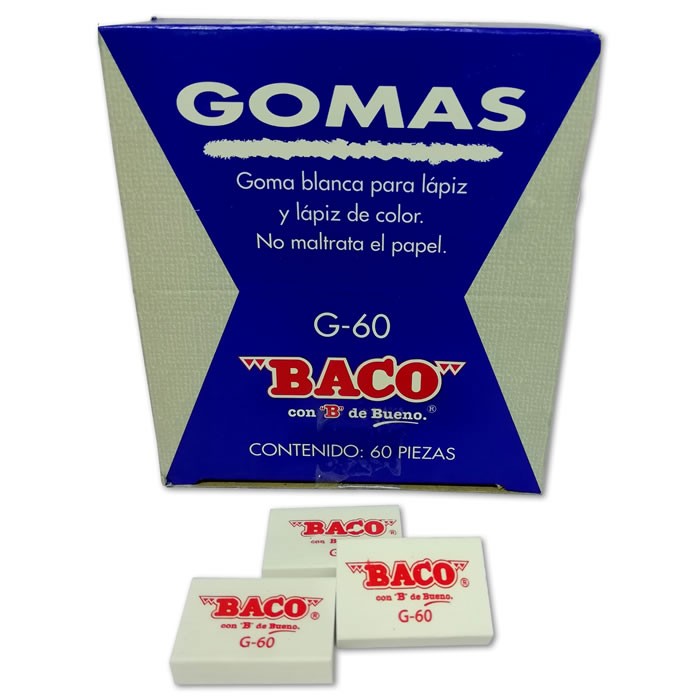 GOMAS
Goma blanca para lápiz
y lápiz de color.
No maltrata el papel.
G-60
"BACO"
con "B" de Bueno.®
CONTENIDO: 60 PIEZAS
"BACO"
con "B" de Bueno.
G
"BACO"®
con "B" de Bueno.
G-60
"BACO"®
con "B" de Bueno.
G-60